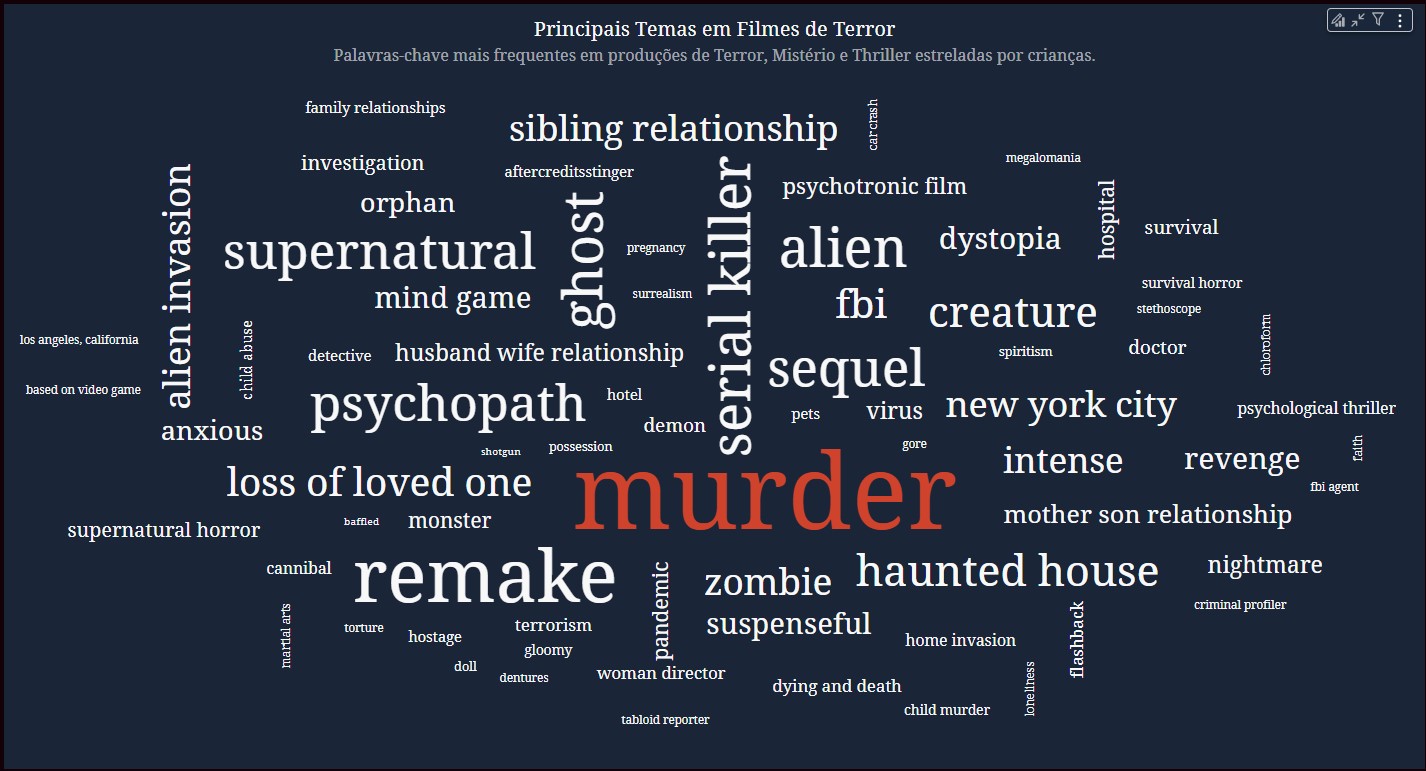 Principais Temas em Filmes de Terror
Palavras-chave mais frequentes em produções de Terror, Mistério e Thriller estreladas por crianças.
family relationships
sibling relationship
car crash
investigation
aftercreditsstinger
megalomania
orphan
psychotronic film
alien invasion
supernatural
ghost
serial killer
pregnancy
alien
dystopia
hospital
survival
mind game
surrealism
fbi
creature
survival horror
stethoscope
los angeles, california
child abuse
detective
husband wife relationship
spiritism
doctor
chloroform
based on video game
psychopath
hotel
sequel
pets
virus
new york city
psychological thriller
anxious
demon
shotgun
possession
gore
faith
loss of loved one
murder
intense
revenge
fbi agent
supernatural horror
baffled
monster
mother son relationship
cannibal
remake
pandemic
zombie
haunted house
nightmare
martial arts
torture
hostage
terrorism
suspenseful
home invasion
flashback
criminal profiler
gloomy
doll
dentures
woman director
dying and death
loneliness
child murder
tabloid reporter